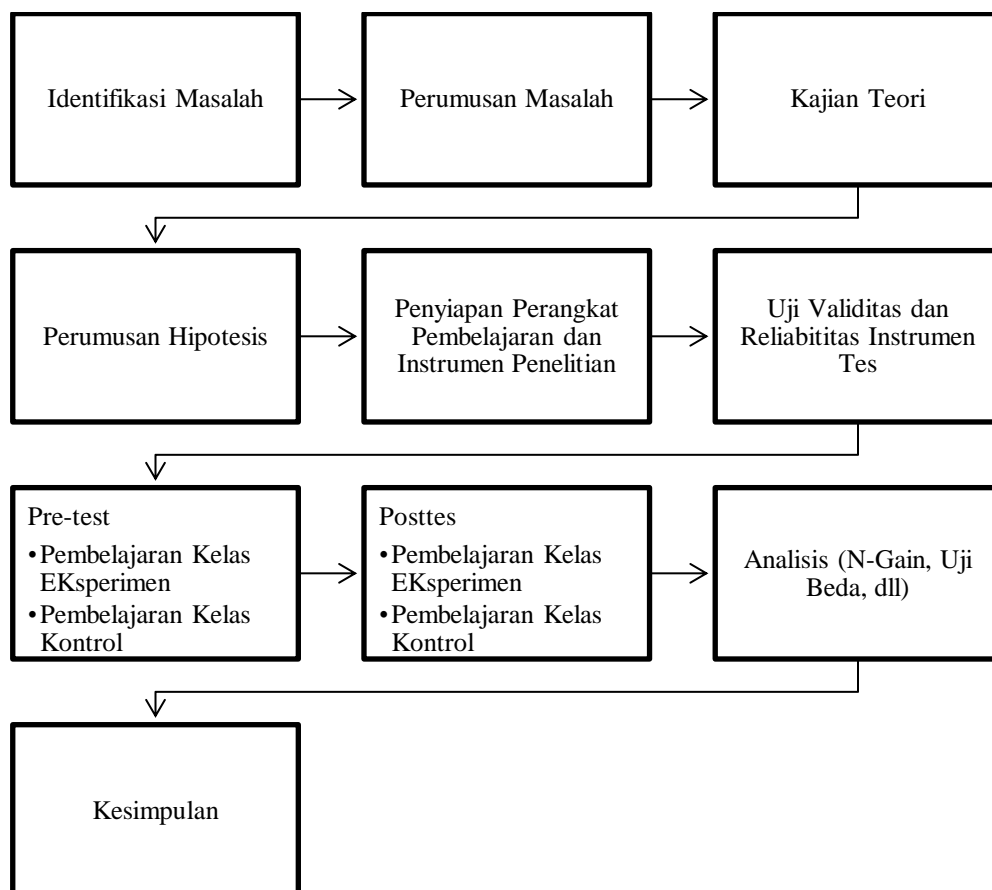 Identifikasi Masalah
Perumusan Masalah
Kajian Teori
Perumusan Hipotesis
Penyiapan Perangkat
Pembelajaran dan
Instrumen Penelitian
Uji Validitas dan
Reliabititas Instrumen
Tes
Pre-test
•Pembelajaran Kelas
EKsperimen
•Pembelajaran Kelas
Kontrol
Posttes
•Pembelajaran Kelas
EKsperimen
•Pembelajaran Kelas
Kontrol
Analisis (N-Gain, Uji
Beda, dll)
Kesimpulan